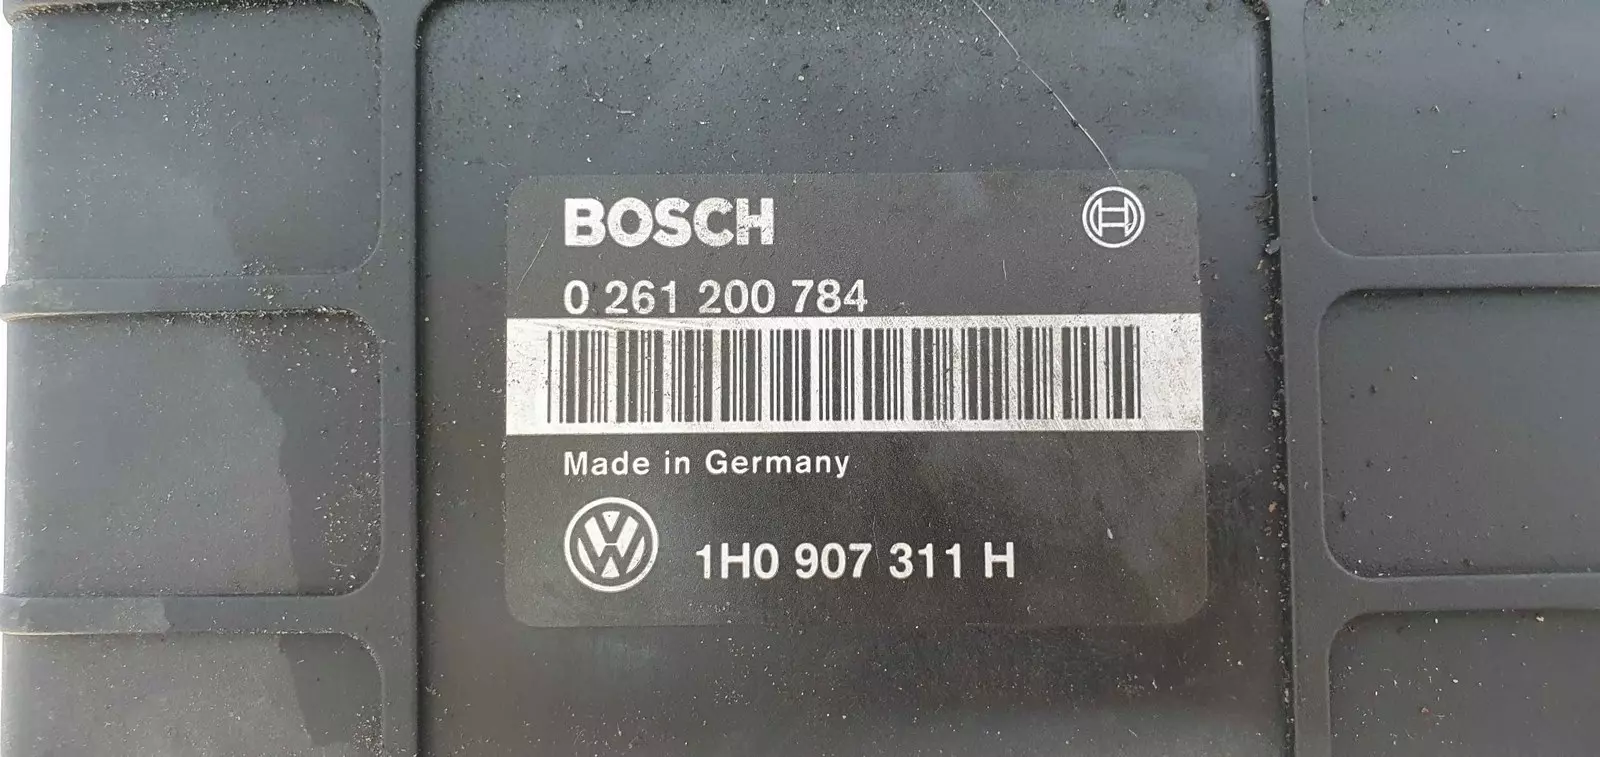 BOSCH
0 261 200 784
Made in Germany
1H0 907 311 H